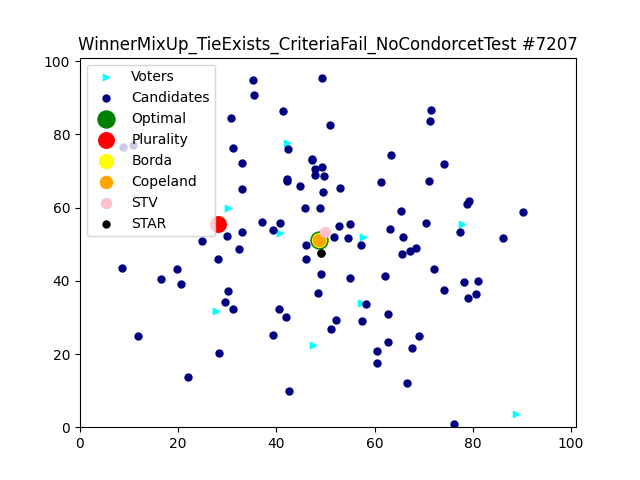 WinnerMixUp_TieExists_CriteriaFail_NoCondorcetTest #7207
Voters
Candidates
Optimal
Plurality
Borda
Copeland
STV
STAR
100
80
60
40
20
0
0 20 40 60 80 100